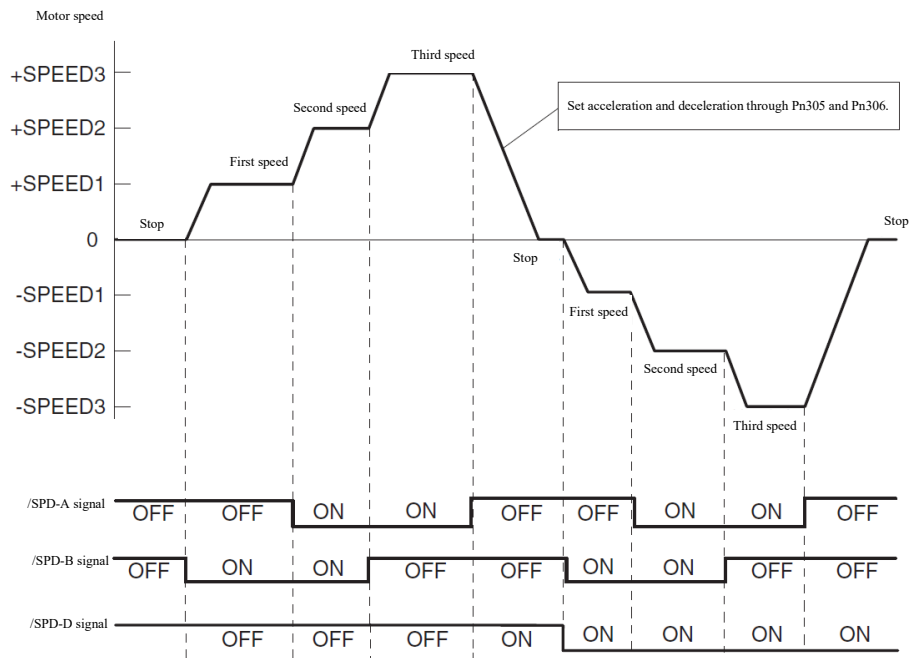 Motor speed
+SPEED3
Third speed
Set acceleration and deceleration through Pn305 and Pn306.
+SPEED2
Second speed
+SPEED1
First speed
Stop
Stop
0
Stop
-SPEED1
First speed
-SPEED2
Second speed
-SPEED3
Third speed
/SPD-A signal OFF OFF ON ON OFF OFF ON ON OFF
/SPD-B signal OFF ON ON OFF OFF ON ON OFF OFF
/SPD-D signal OFF OFF OFF ON ON ON ON ON